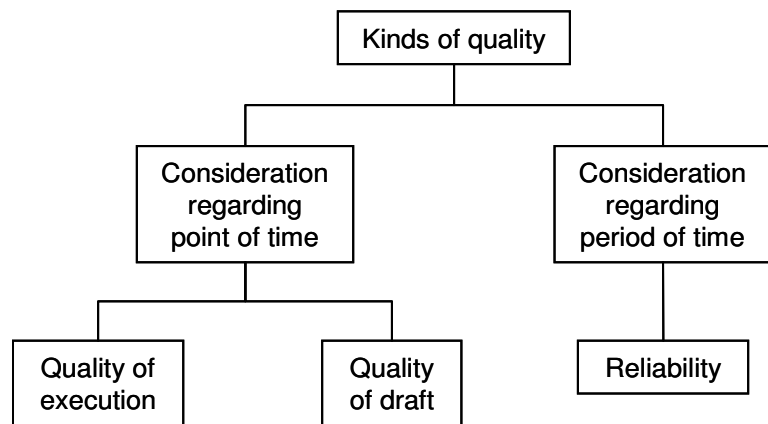 Kinds of quality
Consideration
regarding
point of time
Consideration
regarding
period of time
Quality of
execution
Quality
of draft
Reliability